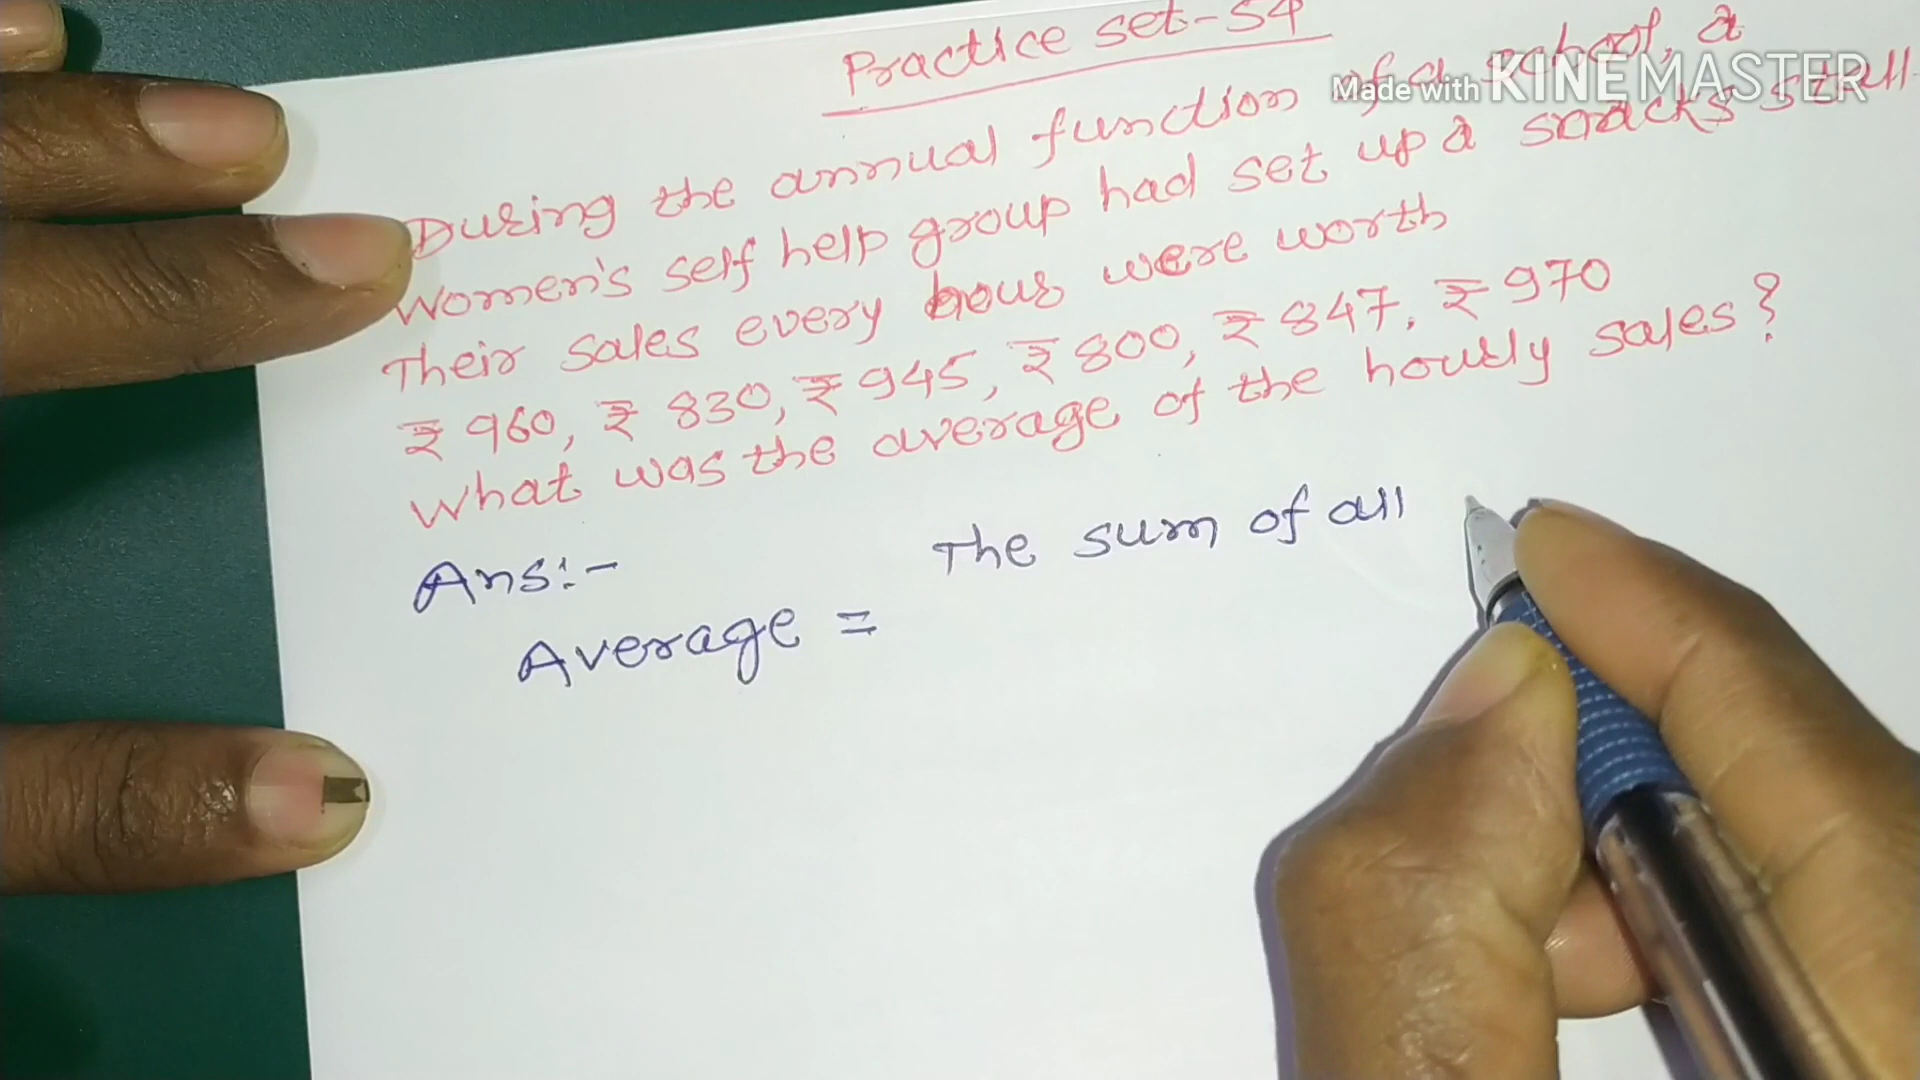 Practice set-54
Made with KINEMASTER
During the annual function of a school, a
Women's self help group had set up a snacks stall.
Their sales every hour were worth
₹ 960, ₹ 830, ₹ 945, ₹ 800, ₹ 847, ₹ 970
What was the average of the hourly sales?
Ans:-
The sum of all
Average =